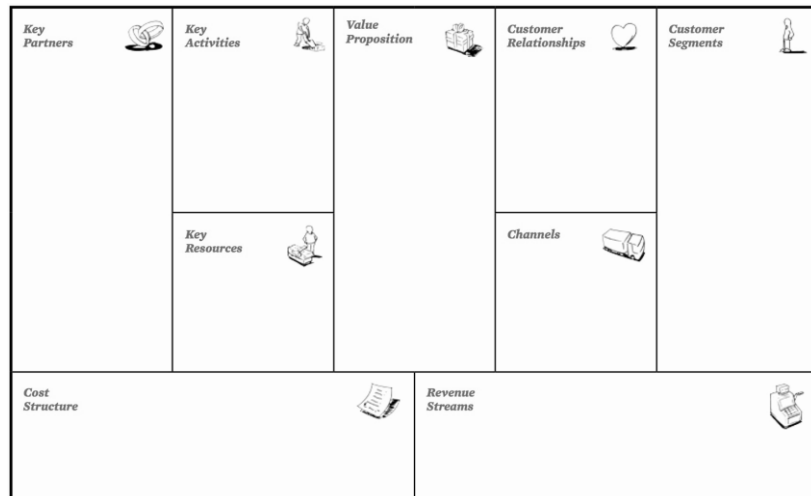 Key
Partners
Key
Activities
Value
Proposition
Customer
Relationships
Customer
Segments
Key
Resources
Channels
Cost
Structure
Revenue
Streams